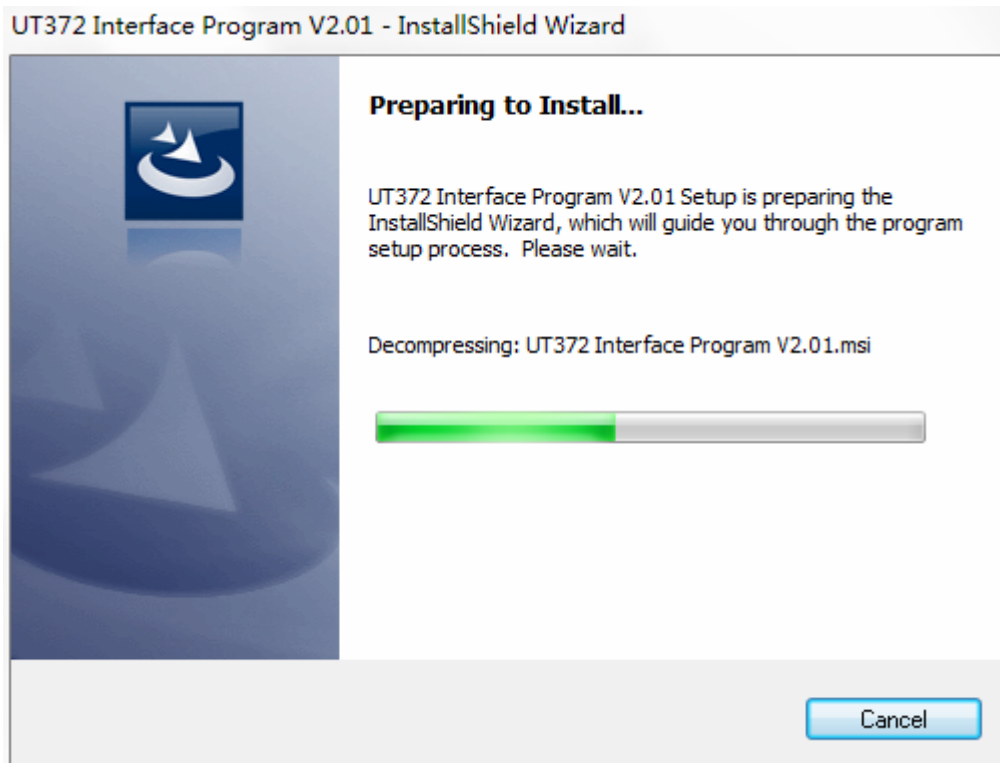 UT372 Interface Program V2.01 - InstallShield Wizard
Preparing to Install...
UT372 Interface Program V2.01 Setup is preparing the
InstallShield Wizard, which will guide you through the program
setup process.  Please wait.
Decompressing: UT372 Interface Program V2.01.msi
Cancel